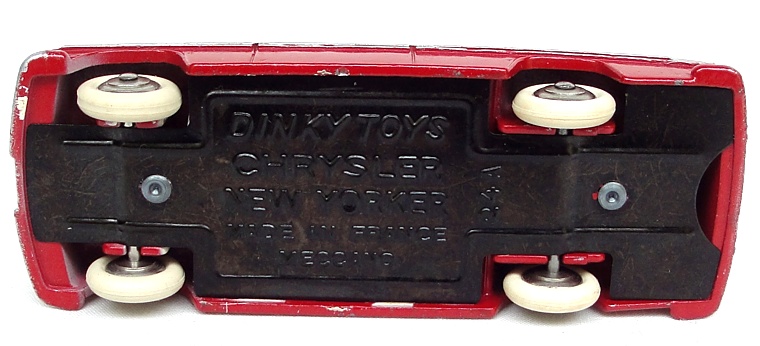 DINKY TOYS
CHRYSLER
NEW YORKER
24A
MADE IN FRANCE
MECCANO